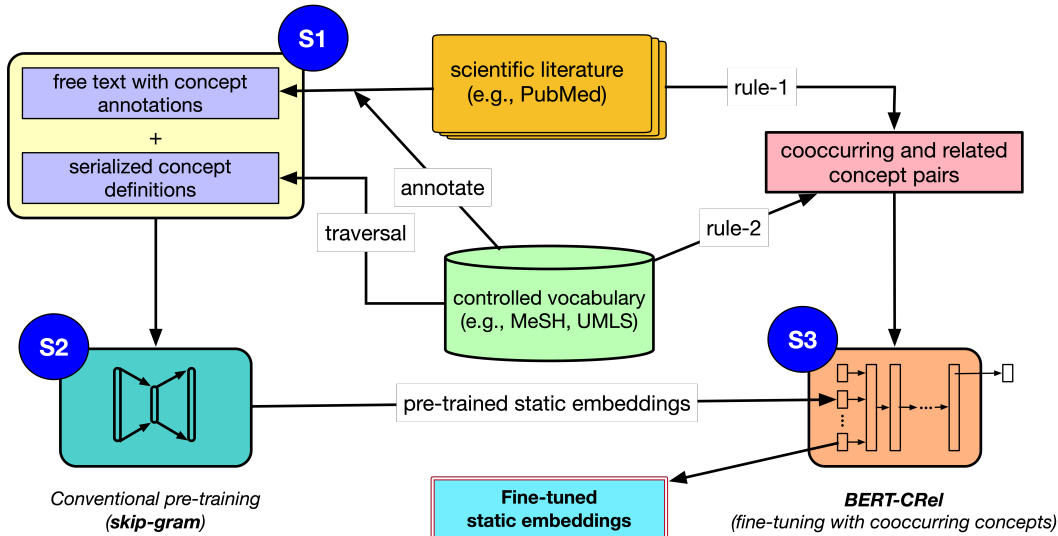 S1
free text with concept
annotations
+
serialized concept
definitions
scientific literature
(e.g., PubMed)
rule-1
cooccurring and related
concept pairs
annotate
traversal
rule-2
controlled vocabulary
(e.g., MeSH, UMLS)
S2
S3
pre-trained static embeddings
Conventional pre-training
(skip-gram)
Fine-tuned
static embeddings
BERT-CRel
(fine-tuning with cooccurring concepts)